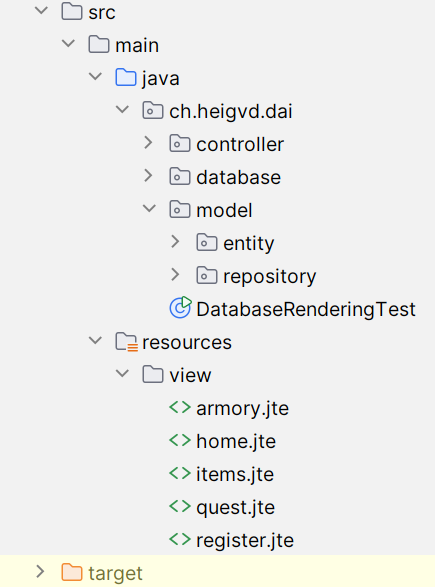 src
main
java
ch.heigvd.dai
controller
database
model
entity
repository
DatabaseRenderingTest
resources
view
armory.jte
home.jte
items.jte
quest.jte
register.jte
target